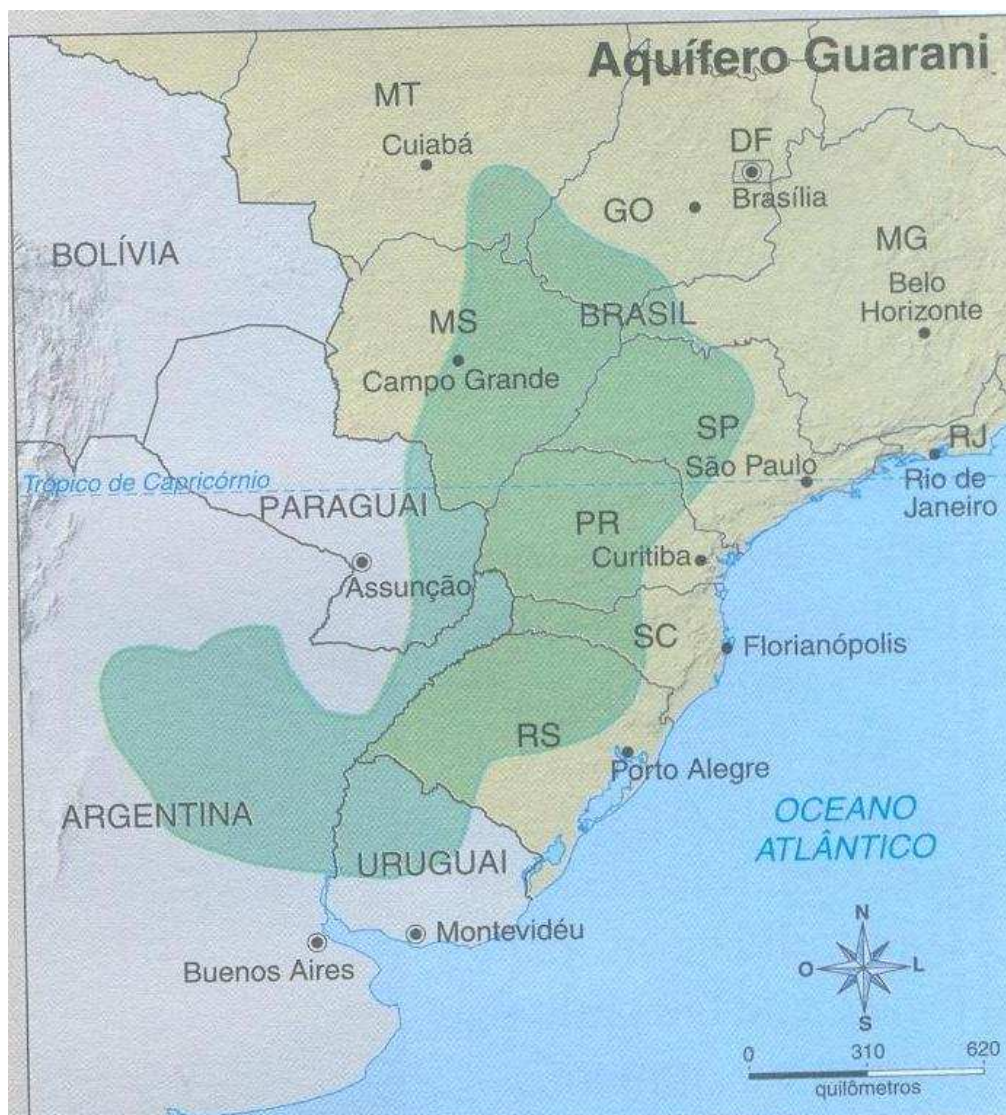 Aquífero Guarani
MT
Cuiabá
DF
Brasília
GO
MG
Belo
Horizonte
BOLÍVIA
BRASIL
MS
Campo Grande
SP
São Paulo
RJ
Rio de
Janeiro
Trópico de Capricórnio
PARAGUAI
PR
Curitiba
Assunção
SC
Florianópolis
RS
Porto Alegre
ARGENTINA
OCEANO
ATLÂNTICO
URUGUAI
Montevidéu
Buenos Aires
N
O
L
S
0 310 620
quilômetros